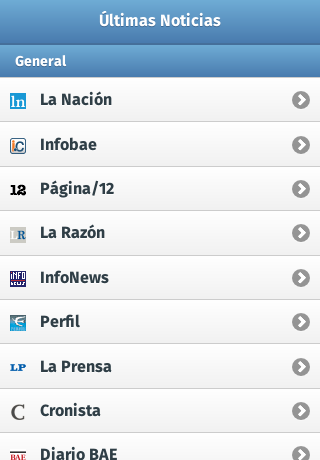 Últimas Noticias
General
ln La Nación
Infobae
12 Página/12
LR La Razón
INFO NEWS InfoNews
Perfil
LP La Prensa
C Cronista
BAE Diario BAE